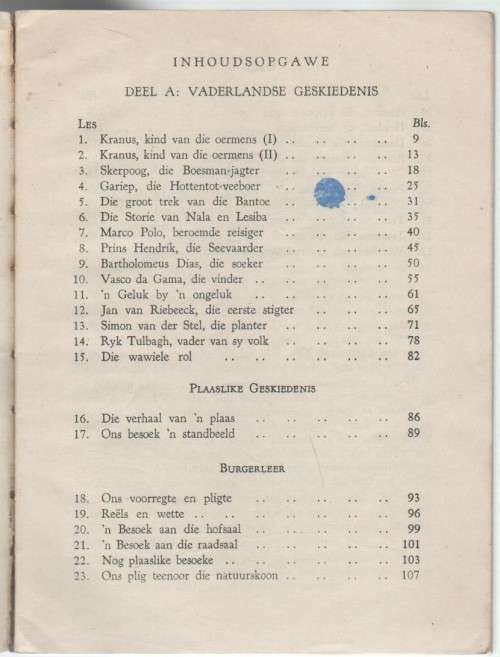 INHOUDSOPGAWE
DEEL A: VADERLANDSE GESKIEDENIS
LES Bls.
1. Kranus, kind van die oermens (I) .. .. .. .. 9
2. Kranus, kind van die oermens (II) .. .. .. .. 13
3. Skerpoog, die Boesman-jagter .. .. .. .. 18
4. Gariep, die Hottentot-veeboer .. .. .. 25
5. Die groot trek van die Bantoe .. .. .. 31
6. Die Storie van Nala en Lesiba .. .. .. .. 35
7. Marco Polo, beroemde reisiger .. .. .. .. 40
8. Prins Hendrik, die Seevaarder .. .. .. .. 45
9. Bartholomeus Dias, die soeker .. .. .. .. 50
10. Vasco da Gama, die vinder .. .. .. .. .. 55
11. 'n Geluk by 'n ongeluk .. .. .. .. .. 61
12. Jan van Riebeeck, die eerste stigter .. .. .. 65
13. Simon van der Stel, die planter .. .. .. .. 71
14. Ryk Tulbagh, vader van sy volk .. .. .. .. 78
15. Die wawiele rol .. .. .. .. .. 82
PLAASLIKE GESKIEDENIS
16. Die verhaal van 'n plaas .. .. .. .. .. 86
17. Ons besoek 'n standbeeld .. .. .. .. .. 89
BURGERLEER
18. Ons voorregte en pligte .. .. .. .. .. 93
19. Reëls en wette .. .. .. .. .. .. 96
20. 'n Besoek aan die hofsaal .. .. .. .. .. 99
21. 'n Besoek aan die raadsaal .. .. .. .. .. 101
22. Nog plaaslike besoeke .. .. .. .. .. 103
23. Ons plig teenoor die natuurskoon .. .. .. .. 107